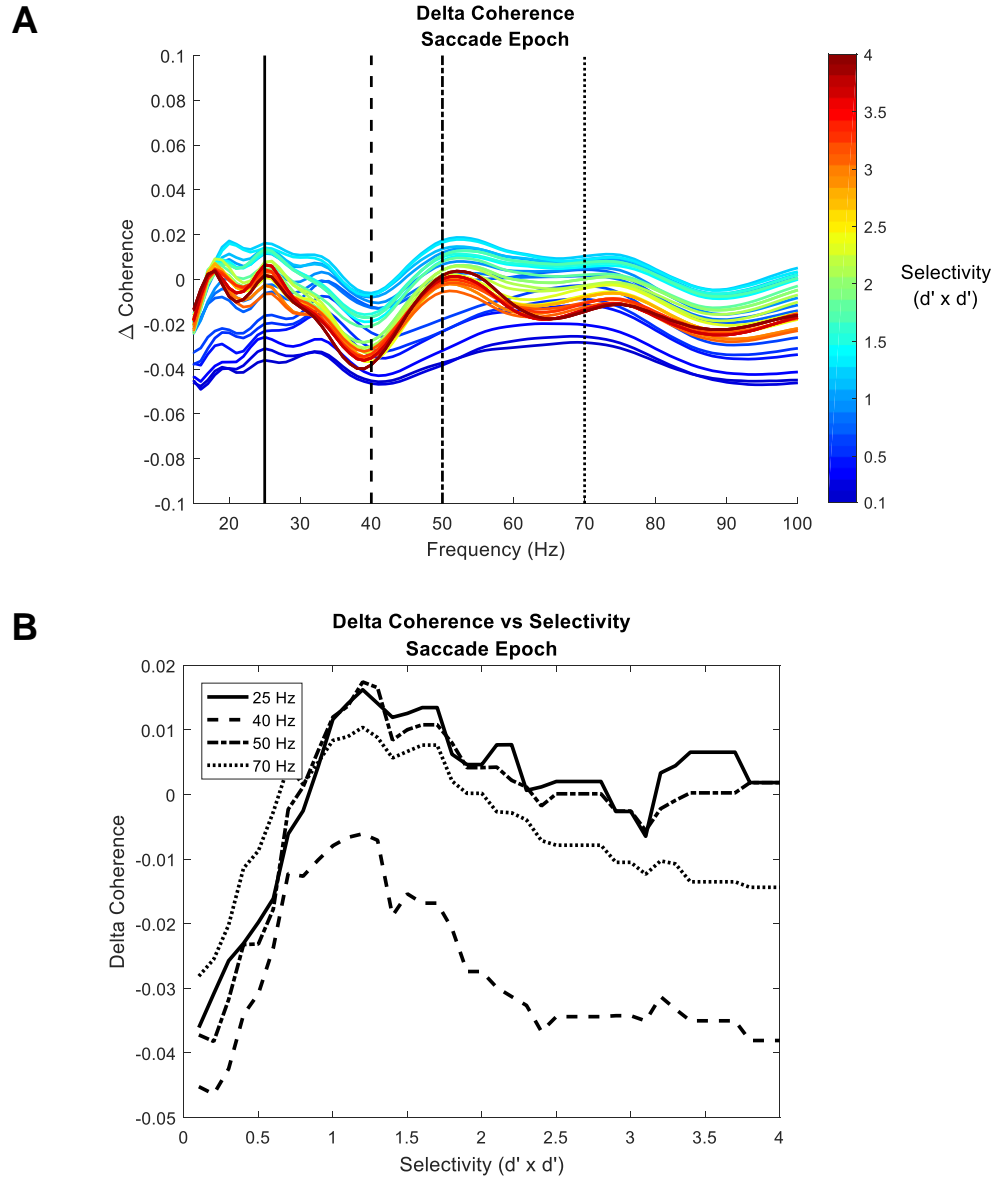 A
Delta Coherence
Saccade Epoch
0.1
0.08
0.06
0.04
0.02
0
-0.02
-0.04
-0.06
-0.08
-0.1
Δ Coherence
20 30 40 50 60 70 80 90 100
Frequency (Hz)
4
3.5
3
2.5
2
1.5
1
0.5
0.1
Selectivity
(d' x d')
B
Delta Coherence vs Selectivity
Saccade Epoch
0.02
0.01
0
-0.01
-0.02
-0.03
-0.04
-0.05
Delta Coherence
25 Hz
40 Hz
50 Hz
70 Hz
0 0.5 1 1.5 2 2.5 3 3.5 4
Selectivity (d' x d')